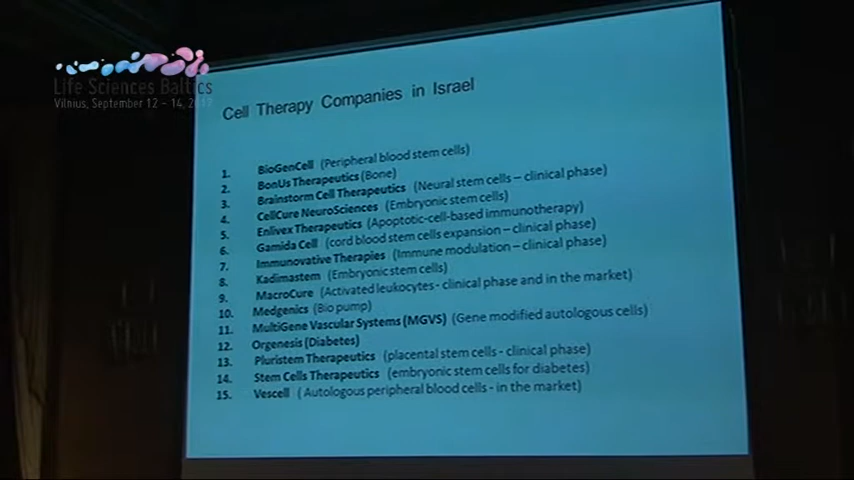 Life Sciences Baltics
Vilnius, September 12 - 14, 2012
Cell Therapy Companies in Israel
1. BioGenCell (Peripheral blood stem cells)
2. BonUs Therapeutics (Bone)
3. Brainstorm Cell Therapeutics (Neural stem cells – clinical phase)
4. CellCure NeuroSciences (Embryonic stem cells)
5. Enlivex Therapeutics (Apoptotic-cell-based immunotherapy)
6. Gamida Cell (cord blood stem cells expansion – clinical phase)
7. Immunovative Therapies (Immune modulation – clinical phase)
8. Kadimastem (Embryonic stem cells)
9. MacroCure (Activated leukocytes - clinical phase and in the market)
10. Medgenics (Bio pump)
11. MultiGene Vascular Systems (MGVS) (Gene modified autologous cells)
12. Orgenesis (Diabetes)
13. Pluristem Therapeutics (placental stem cells - clinical phase)
14. Stem Cells Therapeutics (embryonic stem cells for diabetes)
15. Vescell ( Autologous peripheral blood cells - in the market)